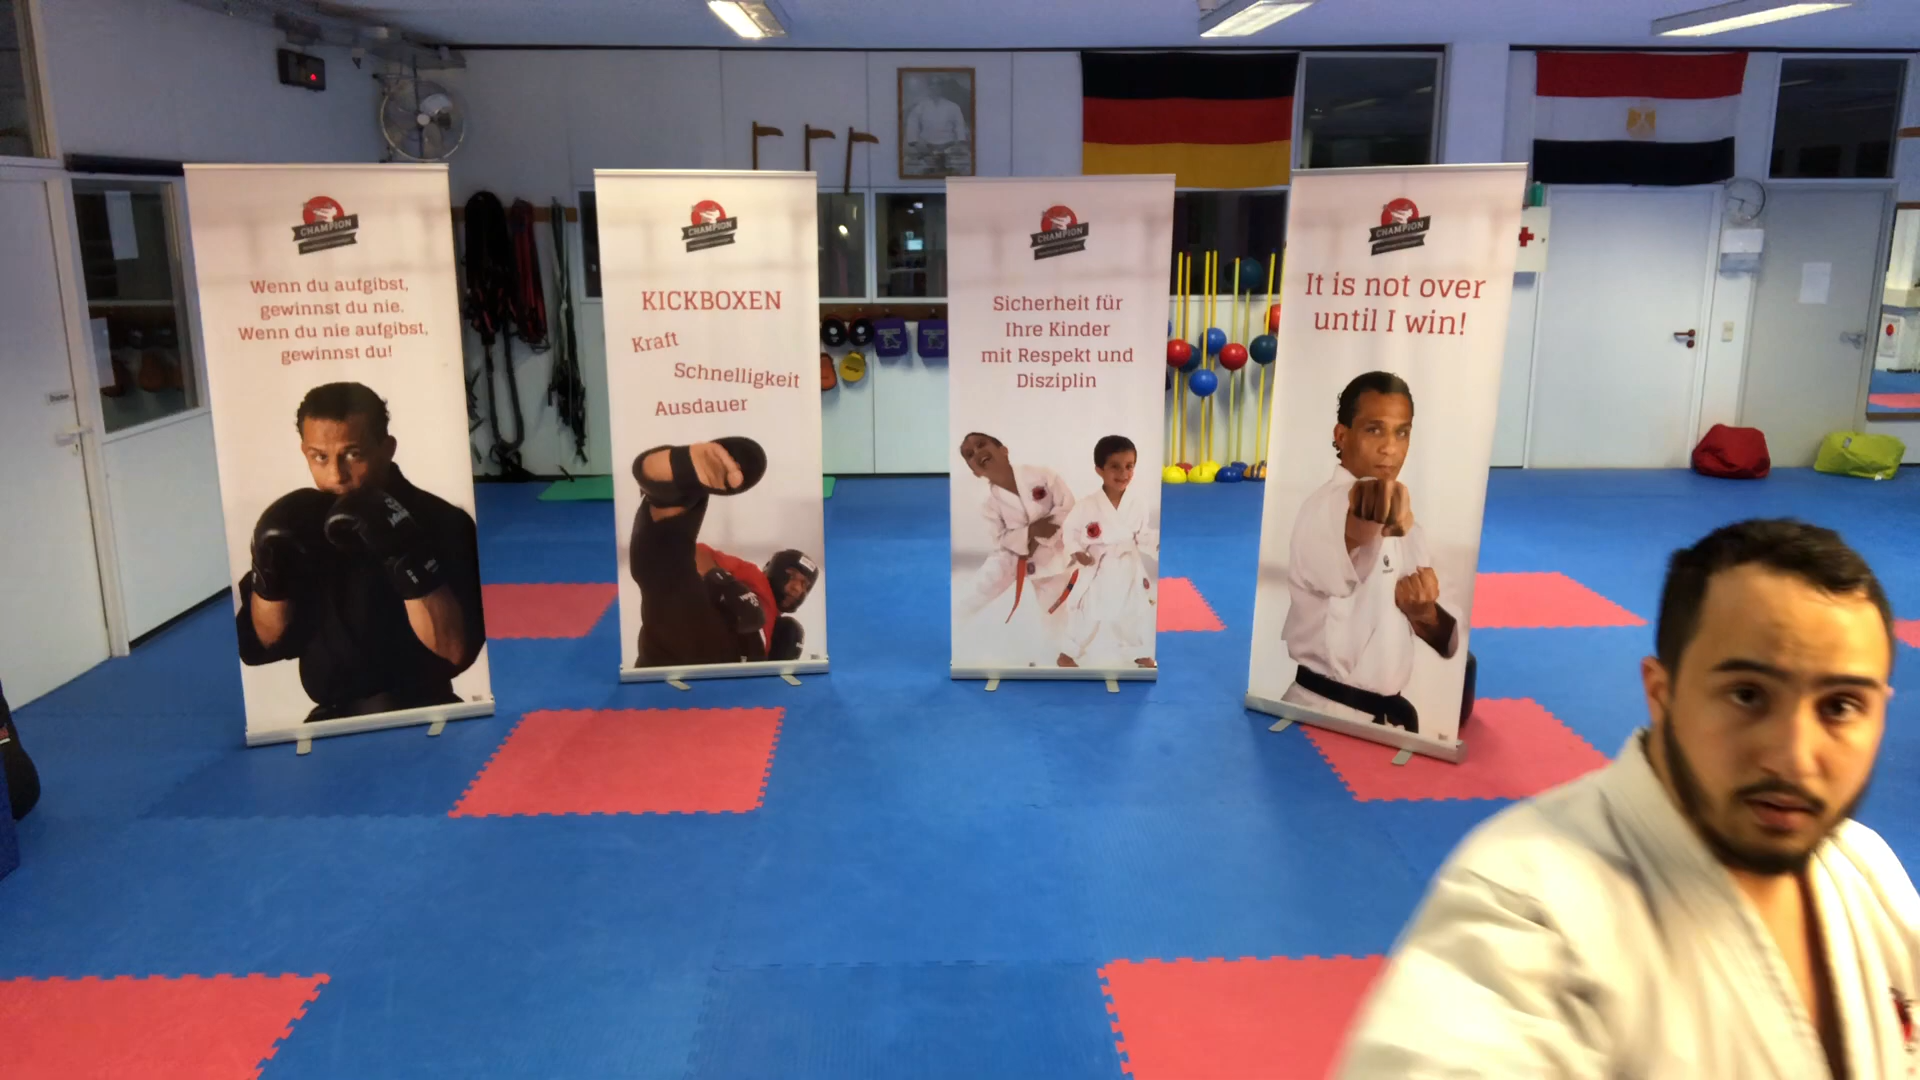 CHAMPION
Wenn du aufgibst,
gewinnst du nie.
Wenn du nie aufgibst,
gewinnst du!
CHAMPION
KICKBOXEN
Kraft
Schnelligkeit
Ausdauer
CHAMPION
Sicherheit für
Ihre Kinder
mit Respekt und
Disziplin
CHAMPION
It is not over
until I win!